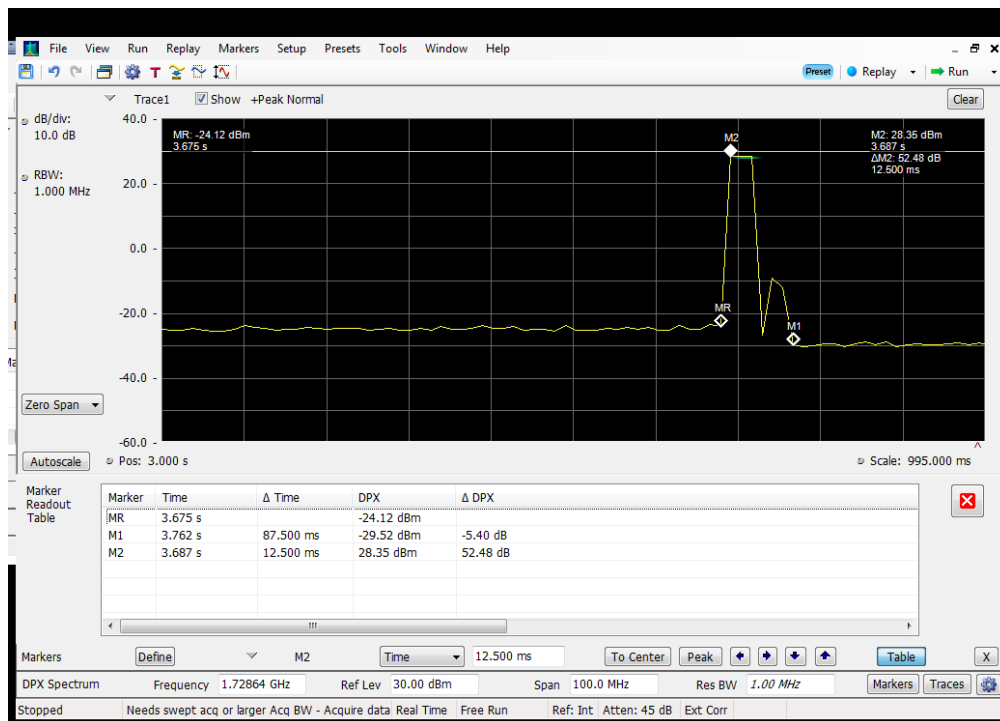 File View Run Replay Markers Setup Presets Tools Window Help
Preset Replay Run
Trace1 Show +Peak Normal Clear
dB/div:
10.0 dB
RBW:
1.000 MHz
40.0
20.0
0.0
-20.0
-40.0
-60.0
MR: -24.12 dBm
3.675 s
M2
M2: 28.35 dBm
3.687 s
ΔM2: 52.48 dB
12.500 ms
MR
M1
Zero Span
Autoscale Pos: 3.000 s Scale: 995.000 ms
Marker
Readout
Table
Marker Time Δ Time DPX Δ DPX
MR 3.675 s -24.12 dBm
M1 3.762 s 87.500 ms -29.52 dBm -5.40 dB
M2 3.687 s 12.500 ms 28.35 dBm 52.48 dB
Markers Define M2 Time 12.500 ms To Center Peak Table X
DPX Spectrum Frequency 1.72864 GHz Ref Lev 30.00 dBm Span 100.0 MHz Res BW 1.00 MHz Markers Traces
Stopped Needs swept acq or larger Acq BW - Acquire data Real Time Free Run Ref: Int Atten: 45 dB Ext Corr